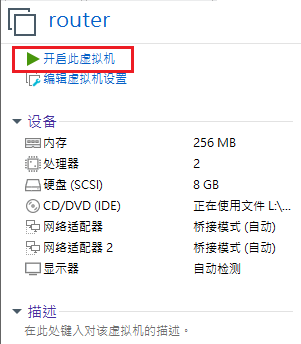 router
开启此虚拟机
编辑虚拟机设置
设备
内存 256 MB
处理器 2
硬盘 (SCSI) 8 GB
CD/DVD (IDE) 正在使用文件 L:\...
网络适配器 桥接模式 (自动)
网络适配器 2 桥接模式 (自动)
显示器 自动检测
描述
在此处键入对该虚拟机的描述。